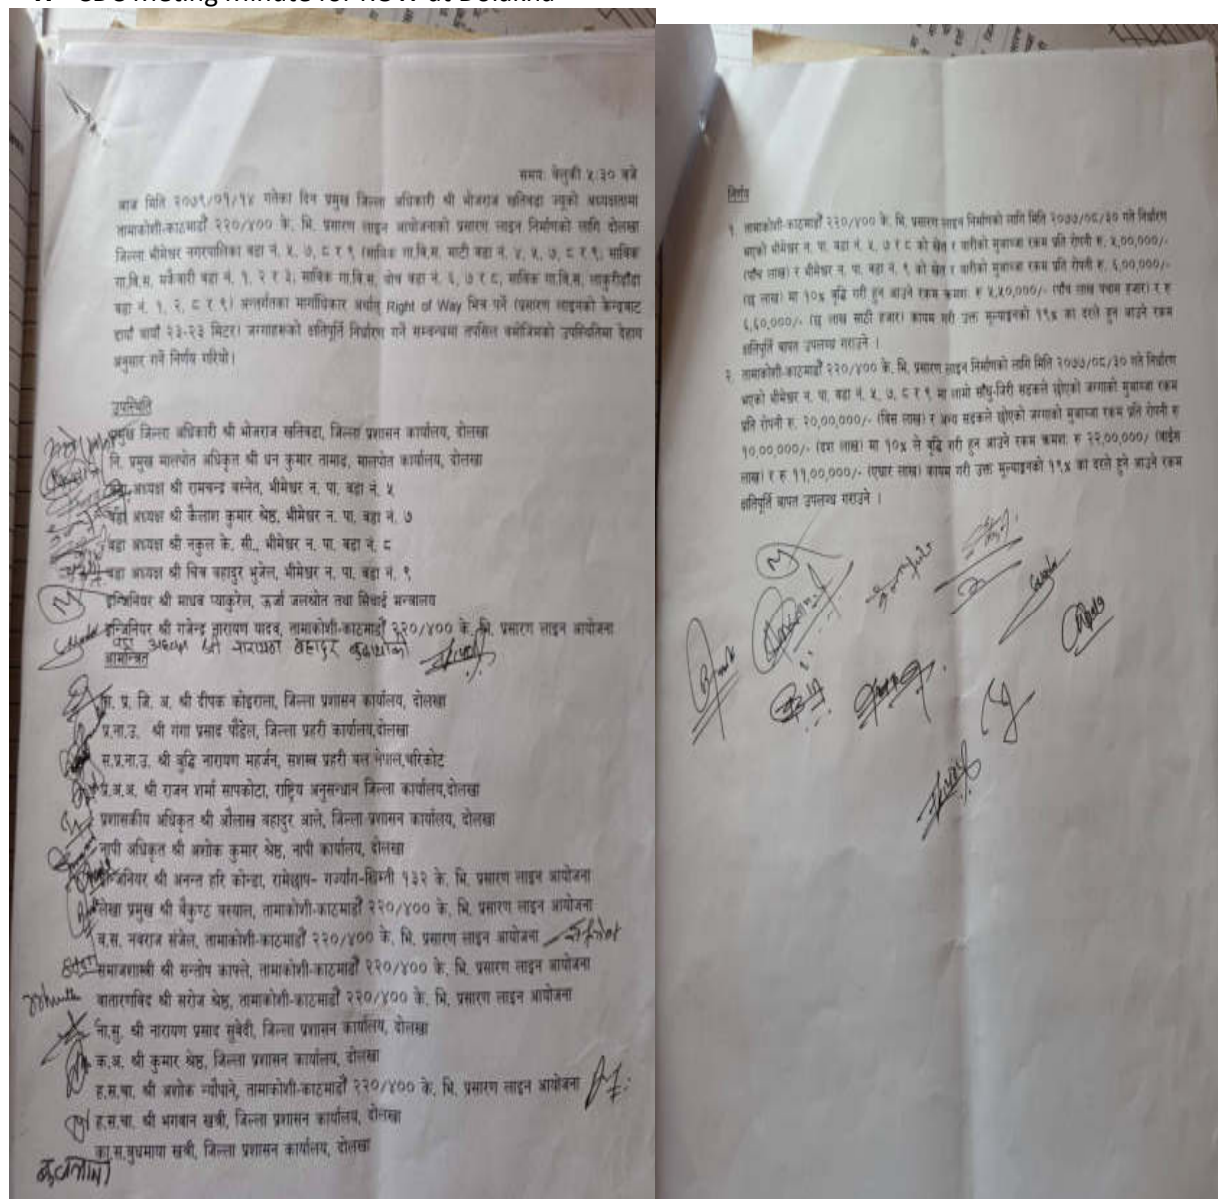 CDC Meeting Minute for ROW at Dolakha
समयः बेलुकी ५:३० बजे
आज मिति २०७९/०१/१४ गतेका दिन प्रमुख जिल्ला अधिकारी श्री भोजराज खतिवडा ज्यूको अध्यक्षतामा
तामाकोशी-काठमाडौं २२०/४०० के. भि. प्रसारण लाइन आयोजनाको प्रसारण लाइन निर्माणको लागि दोलखा
जिल्ला भीमेश्वर नगरपालिका वडा नं. ५, ७, ८ र ९ (साविक गा.वि.स. माटी वडा नं. ४, ५, ७, ८ र ९, साविक
गा.वि.स. मकैबारी वडा नं. १, २ र ३, साविक गा.वि.स. बोच वडा नं. ६, ७ र ८, साविक गा.वि.स. लाकुरीडाँडा
वडा नं. १, २, ८ र ९) अन्तर्गतका मार्गाधिकार अर्थात् Right of Way भित्र पर्ने (प्रसारण लाइनको केन्द्रबाट
दायाँ बायाँ २३-२३ मिटर) जग्गाहरूको क्षतिपूर्ति निर्धारण गर्ने सम्बन्धमा तपसिल बमोजिमको उपस्थितिमा देहाय
अनुसार गर्ने निर्णय गरियो।
उपस्थिति
प्रमुख जिल्ला अधिकारी श्री भोजराज खतिवडा, जिल्ला प्रशासन कार्यालय, दोलखा
नि. प्रमुख मालपोत अधिकृत श्री धन कुमार तामाङ, मालपोत कार्यालय, दोलखा
वडा अध्यक्ष श्री रामचन्द्र बस्नेत, भीमेश्वर न. पा. वडा नं. ५
वडा अध्यक्ष श्री कैलाश कुमार श्रेष्ठ, भीमेश्वर न. पा. वडा नं. ७
वडा अध्यक्ष श्री नकुल के. सी., भीमेश्वर न. पा. वडा नं. ८
वडा अध्यक्ष श्री चित्र बहादुर भुजेल, भीमेश्वर न. पा. वडा नं. ९
इन्जिनियर श्री माधव प्याकुरेल, ऊर्जा जलश्रोत तथा सिंचाई मन्त्रालय
इन्जिनियर श्री गजेन्द्र नारायण यादव, तामाकोशी-काठमाडौं २२०/४०० के. भि. प्रसारण लाइन आयोजना
वडा अध्यक्ष श्री नारायण बहादुर बुढाथोकी
आमन्त्रित
स. प्र. जि. अ. श्री दीपक कोइराला, जिल्ला प्रशासन कार्यालय, दोलखा
प्र.ना.उ. श्री गंगा प्रसाद पौडेल, जिल्ला प्रहरी कार्यालय,दोलखा
स.प्र.ना.उ. श्री बुद्धि नारायण महर्जन, सशस्त्र प्रहरी बल नेपाल,चरिकोट
प्र.अ.अ. श्री राजन शर्मा सापकोटा, राष्ट्रिय अनुसन्धान जिल्ला कार्यालय,दोलखा
प्रशासकीय अधिकृत श्री औलाख बहादुर आले, जिल्ला प्रशासन कार्यालय, दोलखा
नापी अधिकृत श्री अशोक कुमार श्रेष्ठ, नापी कार्यालय, दोलखा
इन्जिनियर श्री अनन्त हरि कोन्डा, रामेछाप- गर्ज्याँग-खिम्ती १३२ के. भि. प्रसारण लाइन आयोजना
लेखा प्रमुख श्री बैकुण्ठ बस्याल, तामाकोशी-काठमाडौं २२०/४०० के. भि. प्रसारण लाइन आयोजना
ब.स. नवराज संजेल, तामाकोशी-काठमाडौं २२०/४०० के. भि. प्रसारण लाइन आयोजना
समाजशास्त्री श्री सन्तोष काफ्ले, तामाकोशी-काठमाडौं २२०/४०० के. भि. प्रसारण लाइन आयोजना
वातारणविद श्री सरोज श्रेष्ठ, तामाकोशी-काठमाडौं २२०/४०० के. भि. प्रसारण लाइन आयोजना
ना.सु. श्री नारायण प्रसाद सुवेदी, जिल्ला प्रशासन कार्यालय, दोलखा
क.अ. श्री कुमार श्रेष्ठ, जिल्ला प्रशासन कार्यालय, दोलखा
ह.स.चा. श्री अशोक न्यौपाने, तामाकोशी-काठमाडौं २२०/४०० के. भि. प्रसारण लाइन आयोजना
ह.स.चा. श्री भगवान खत्री, जिल्ला प्रशासन कार्यालय, दोलखा
का.स.बुधमाया खत्री, जिल्ला प्रशासन कार्यालय, दोलखा
बुधमाया
निर्णय
१. तामाकोशी-काठमाडौं २२०/४०० के. भि. प्रसारण लाइन निर्माणको लागि मिति २०७७/०८/३० गते निर्धारण
भएको भीमेश्वर न. पा. वडा नं. ५, ७ र ८ को खेत र बारीको मुवाब्जा रकम प्रति रोपनी रु. ५,००,०००/-
(पाँच लाख) र भीमेश्वर न. पा. वडा नं. ९ को खेत र बारीको मुवाब्जा रकम प्रति रोपनी रु. ६,००,०००/-
(छ लाख) मा १०% वृद्धि गरी हुन आउने रकम क्रमशः रु ५,५०,०००/- (पाँच लाख पचास हजार) र रु
६,६०,०००/- (छ लाख साठी हजार) कायम गरी उक्त मूल्याङ्कनको १९% का दरले हुन आउने रकम
क्षतिपूर्ति बापत उपलब्ध गराउने ।
२. तामाकोशी-काठमाडौं २२०/४०० के. भि. प्रसारण लाइन निर्माणको लागि मिति २०७७/०८/३० गते निर्धारण
भएको भीमेश्वर न. पा. वडा नं. ५, ७, ८ र ९ मा लामो साँघु-जिरी सडकले छोएको जग्गाको मुवाब्जा रकम
प्रति रोपनी रु. २०,००,०००/- (बिस लाख) र अन्य सडकले छोएको जग्गाको मुवाब्जा रकम प्रति रोपनी रु
१०,००,०००/- (दश लाख) मा १०% ले वृद्धि गरी हुन आउने रकम क्रमशः रु २२,००,०००/ (बाईस
लाख) र रु ११,००,०००/- (एघार लाख) कायम गरी उक्त मूल्याङ्कनको १९% का दरले हुने आउने रकम
क्षतिपूर्ति बापत उपलब्ध गराउने ।